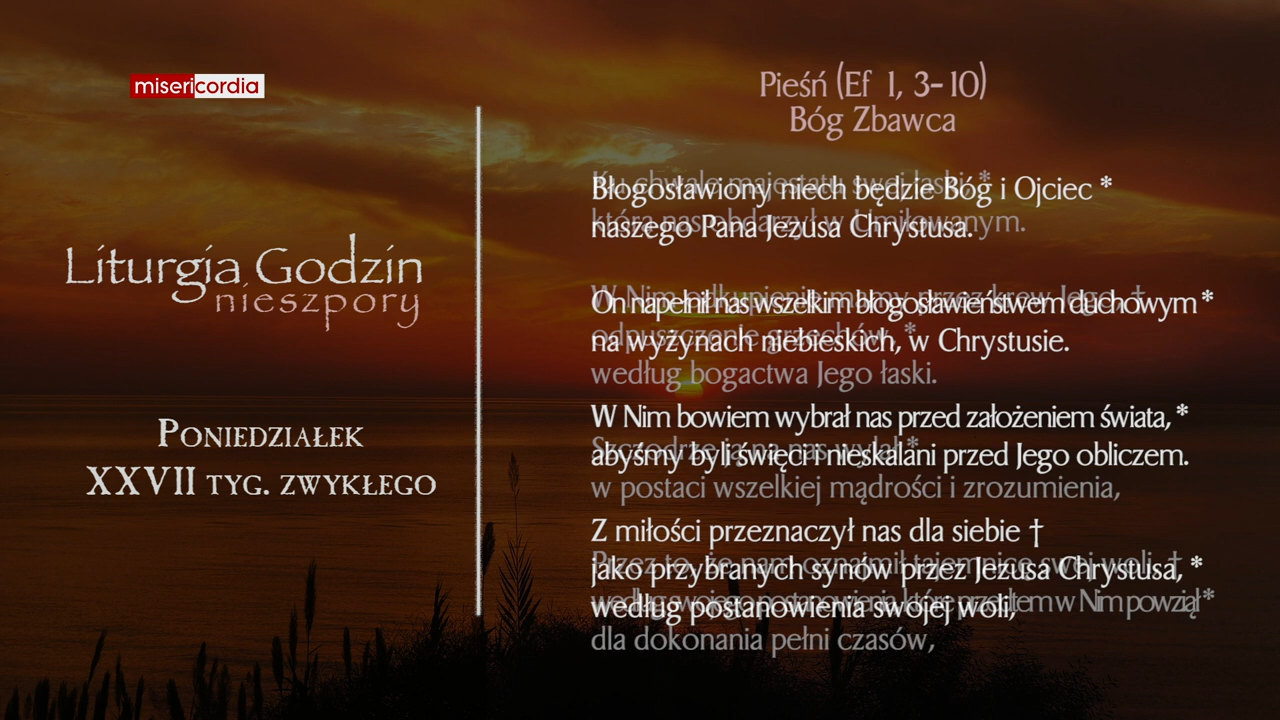 misericordia
Liturgia Godzin
nieszpory
Poniedziałek
XXVII tyg. zwykłego
Pieśń (Ef 1, 3-10)
Bóg Zbawca
Błogosławiony niech będzie Bóg i Ojciec *
naszego Pana Jezusa Chrystusa.
On napełnił nas wszelkim błogosławieństwem duchowym *
na wyżynach niebieskich, w Chrystusie.
według bogactwa Jego łaski.
W Nim bowiem wybrał nas przed założeniem świata, *
abyśmy byli święci i nieskalani przed Jego obliczem.
w postaci wszelkiej mądrości i zrozumienia,
Z miłości przeznaczył nas dla siebie †
jako przybranych synów przez Jezusa Chrystusa, *
według postanowienia swojej woli,
dla dokonania pełni czasów,